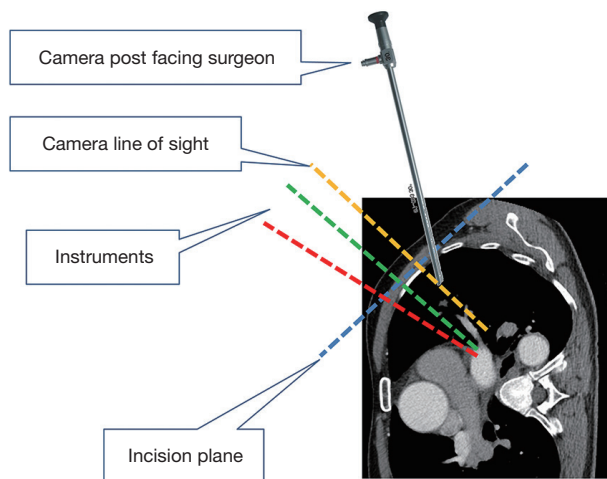 Camera post facing surgeon
Camera line of sight
Instruments
Incision plane